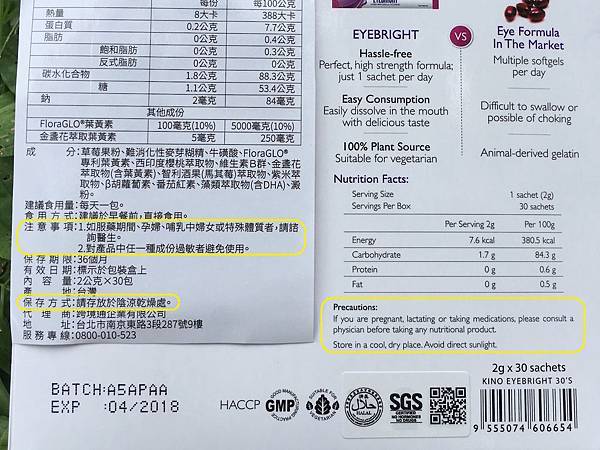 每份 每100公克
熱量 8大卡 388大卡
蛋白質 0.2公克 7.7公克
脂肪 0公克 0.4公克
飽和脂肪 0公克 0.3公克
反式脂肪 0公克 0公克
碳水化合物 1.8公克 88.3公克
糖 1.1公克 53.4公克
鈉 2毫克 84毫克
其他成份
FloraGLO®葉黃素 100毫克(10%) 5000毫克(10%)
金盞花萃取葉黃素 5毫克 250毫克
成 分:草莓果粉、難消化性麥芽糊精、牛磺酸、FloraGLO®
專利葉黃素、西印度櫻桃萃取物、維生素B群、金盞花
萃取物(含葉黃素)、智利酒果(馬其莓)萃取物、紫米萃
取物、β胡蘿蔔素、番茄紅素、藻類萃取物(含DHA)、澱
粉。
建議食用量:每天一包。
食用方式:建議於早餐前,直接食用。
注意事項:1.如服藥期間、孕婦、哺乳中婦女或特殊體質者,請諮
詢醫生。
2.對產品中任一種成份過敏者避免使用。
保存期限:36個月
有效日期:標示於包裝盒上
內容量:2公克×30包
產 地:台灣
保存方式:請存放於陰涼乾燥處。
代理商:跨境通企業有限公司
地 址:台北市南京東路3段287號9樓
服務專線:0800-010-523
BATCH:A5APAA
EXP :04/2018
EYEBRIGHT
VS
Eye Formula
In The Market
Hassle-free
Perfect, high strength formula;
just 1 sachet per day
Multiple softgels
per day
Easy Consumption
Easily dissolve in the mouth
with delicious taste
Difficult to swallow or
possible of choking
100% Plant Source
Suitable for vegetarian
Animal-derived gelatin
Nutrition Facts:
Serving Size 1 sachet (2g)
Servings Per Box 30 sachets
Per Serving 2g Per 100g
Energy 7.6 kcal 380.5 kcal
Carbohydrate 1.7 g 84.3 g
Protein 0 g 0.6 g
Fat 0 g 0.5 g
Precautions:
If you are pregnant, lactating or taking medications, please consult a
physician before taking any nutritional product.
Store in a cool, dry place. Avoid direct sunlight.
2g x 30 sachets
KINO EYEBRIGHT 30'S
HACCP
GMP
HALAL
SGS
9 555074 606654